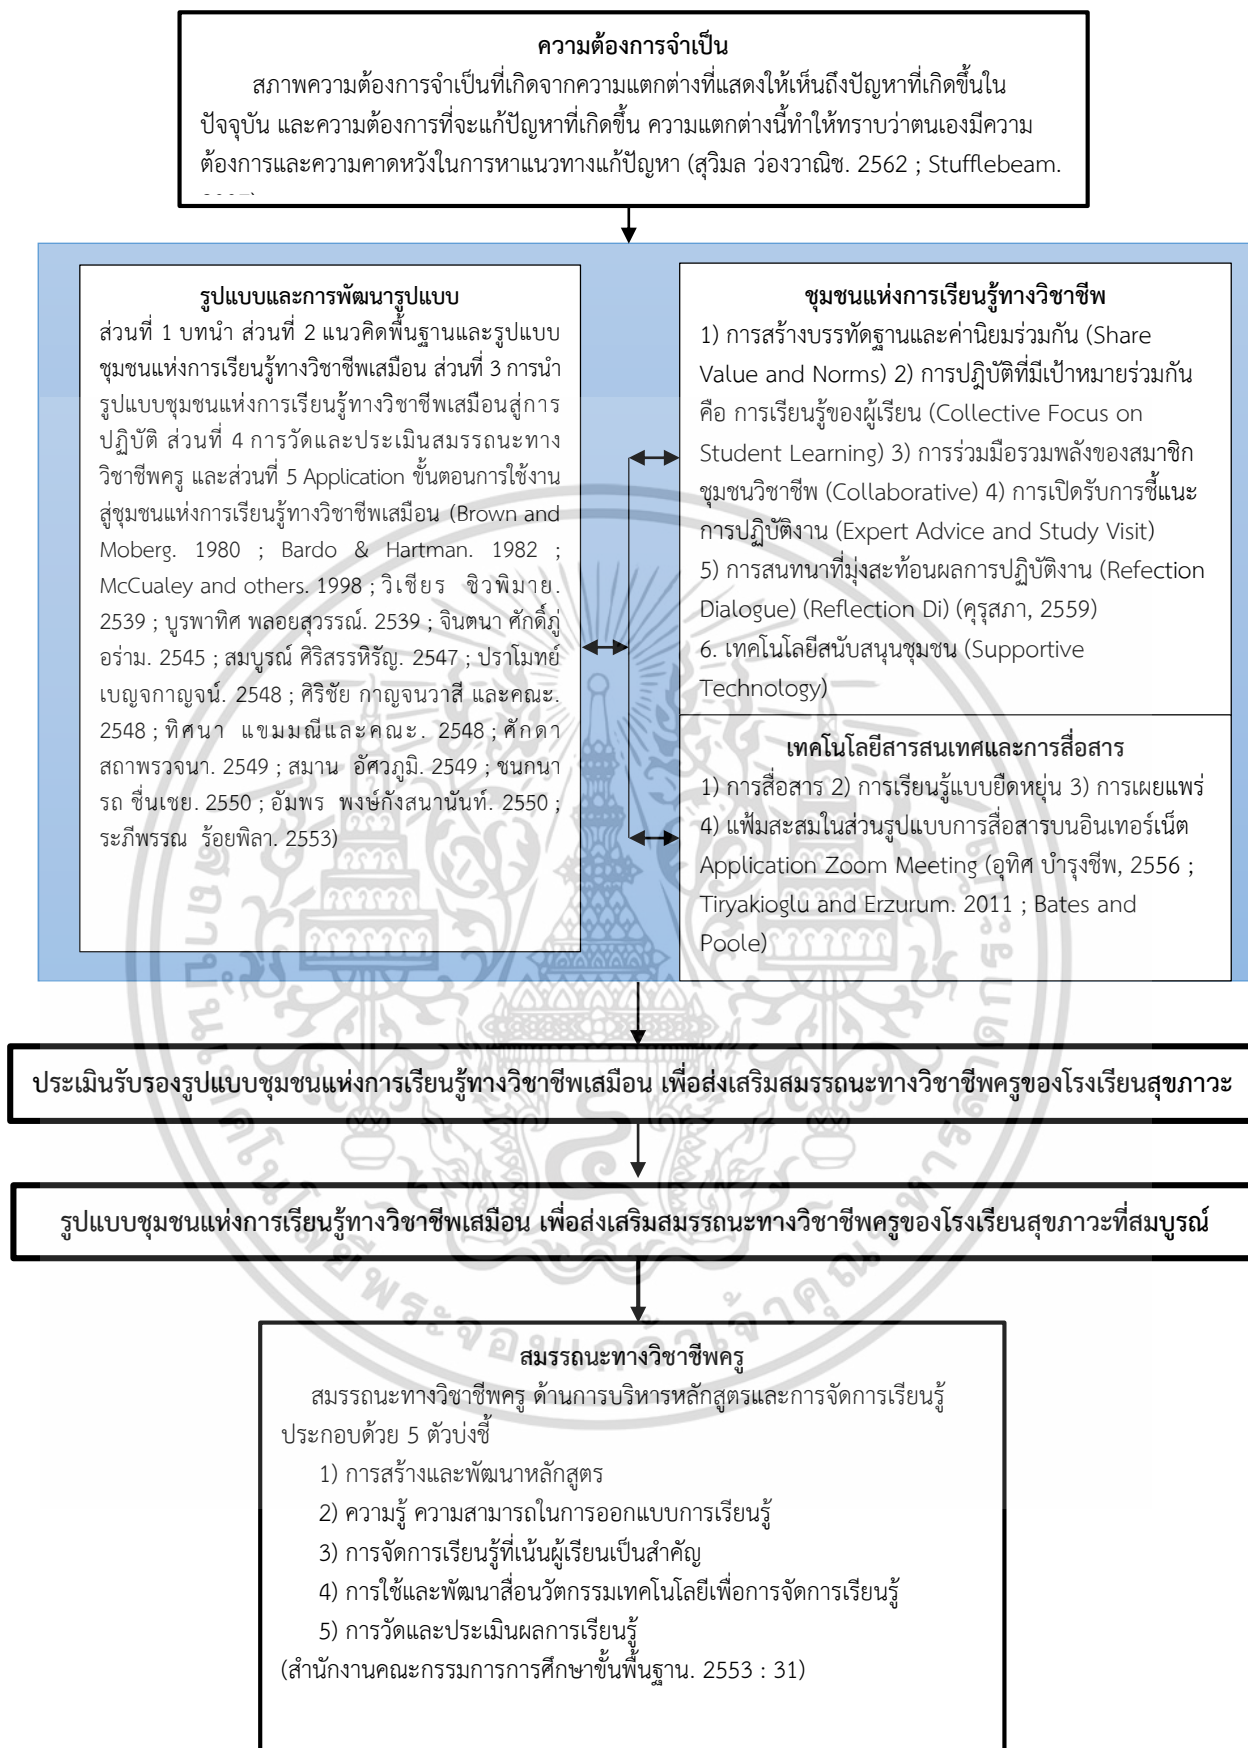 ความต้องการจำเป็น
สภาพความต้องการจำเป็นที่เกิดจากความแตกต่างที่แสดงให้เห็นถึงปัญหาที่เกิดขึ้นใน
ปัจจุบัน และความต้องการที่จะแก้ปัญหาที่เกิดขึ้น ความแตกต่างนี้ทำให้ทราบว่าตนเองมีความ
ต้องการและความคาดหวังในการหาแนวทางแก้ปัญหา (สุวิมล ว่องวาณิช. 2562 ; Stufflebeam.
รูปแบบและการพัฒนารูปแบบ
ส่วนที่ 1 บทนำ ส่วนที่ 2 แนวคิดพื้นฐานและรูปแบบ
ชุมชนแห่งการเรียนรู้ทางวิชาชีพเสมือน ส่วนที่ 3 การนำ
รูปแบบชุมชนแห่งการเรียนรู้ทางวิชาชีพเสมือนสู่การ
ปฏิบัติ ส่วนที่ 4 การวัดและประเมินสมรรถนะทาง
วิชาชีพครู และส่วนที่ 5 Application ขั้นตอนการใช้งาน
สู่ชุมชนแห่งการเรียนรู้ทางวิชาชีพเสมือน (Brown and
Moberg. 1980 ; Bardo & Hartman. 1982 ;
McCualey and others. 1998 ; วิเชียร ชิวพิมาย.
2539 ; บูรพาทิศ พลอยสุวรรณ์. 2539 ; จินตนา ศักดิ์ภู่
อร่าม. 2545 ; สมบูรณ์ ศิริสรรหิรัญ. 2547 ; ปราโมทย์
เบญจกาญจน์. 2548 ; ศิริชัย กาญจนวาสี และคณะ.
2548 ; ทิศนา แขมมณีและคณะ. 2548 ; ศักดา
สถาพรวจนา. 2549 ; สมาน อัศวภูมิ. 2549 ; ชนกนา
รถ ชื่นเชย. 2550 ; อัมพร พงษ์กังสนานันท์. 2550 ;
ระภีพรรณ ร้อยพิลา. 2553)
ชุมชนแห่งการเรียนรู้ทางวิชาชีพ
1) การสร้างบรรทัดฐานและค่านิยมร่วมกัน (Share
Value and Norms) 2) การปฎิบัติที่มีเป้าหมายร่วมกัน
คือ การเรียนรู้ของผู้เรียน (Collective Focus on
Student Learning) 3) การร่วมมือรวมพลังของสมาชิก
ชุมชนวิชาชีพ (Collaborative) 4) การเปิดรับการชี้แนะ
การปฏิบัติงาน (Expert Advice and Study Visit)
5) การสนทนาที่มุ่งสะท้อนผลการปฏิบัติงาน (Refection
Dialogue) (Reflection Di) (คุรุสภา, 2559)
6. เทคโนโลยีสนับสนุนชุมชน (Supportive
Technology)
เทคโนโลยีสารสนเทศและการสื่อสาร
1) การสื่อสาร 2) การเรียนรู้แบบยืดหยุ่น 3) การเผยแพร่
4) แฟ้มสะสมในส่วนรูปแบบการสื่อสารบนอินเทอร์เน็ต
Application Zoom Meeting (อุทิศ บำรุงชีพ, 2556 ;
Tiryakioglu and Erzurum. 2011 ; Bates and
Poole)
ประเมินรับรองรูปแบบชุมชนแห่งการเรียนรู้ทางวิชาชีพเสมือน เพื่อส่งเสริมสมรรถนะทางวิชาชีพครูของโรงเรียนสุขภาวะ
รูปแบบชุมชนแห่งการเรียนรู้ทางวิชาชีพเสมือน เพื่อส่งเสริมสมรรถนะทางวิชาชีพครูของโรงเรียนสุขภาวะที่สมบูรณ์
สมรรถนะทางวิชาชีพครู
สมรรถนะทางวิชาชีพครู ด้านการบริหารหลักสูตรและการจัดการเรียนรู้
ประกอบด้วย 5 ตัวบ่งชี้
1) การสร้างและพัฒนาหลักสูตร
2) ความรู้ ความสามารถในการออกแบบการเรียนรู้
3) การจัดการเรียนรู้ที่เน้นผู้เรียนเป็นสำคัญ
4) การใช้และพัฒนาสื่อนวัตกรรมเทคโนโลยีเพื่อการจัดการเรียนรู้
5) การวัดและประเมินผลการเรียนรู้
(สำนักงานคณะกรรมการการศึกษาขั้นพื้นฐาน. 2553 : 31)
สถาบันเทคโนโลยีพระจอมเกล้าเจ้าคุณทหารลาดกระบัง